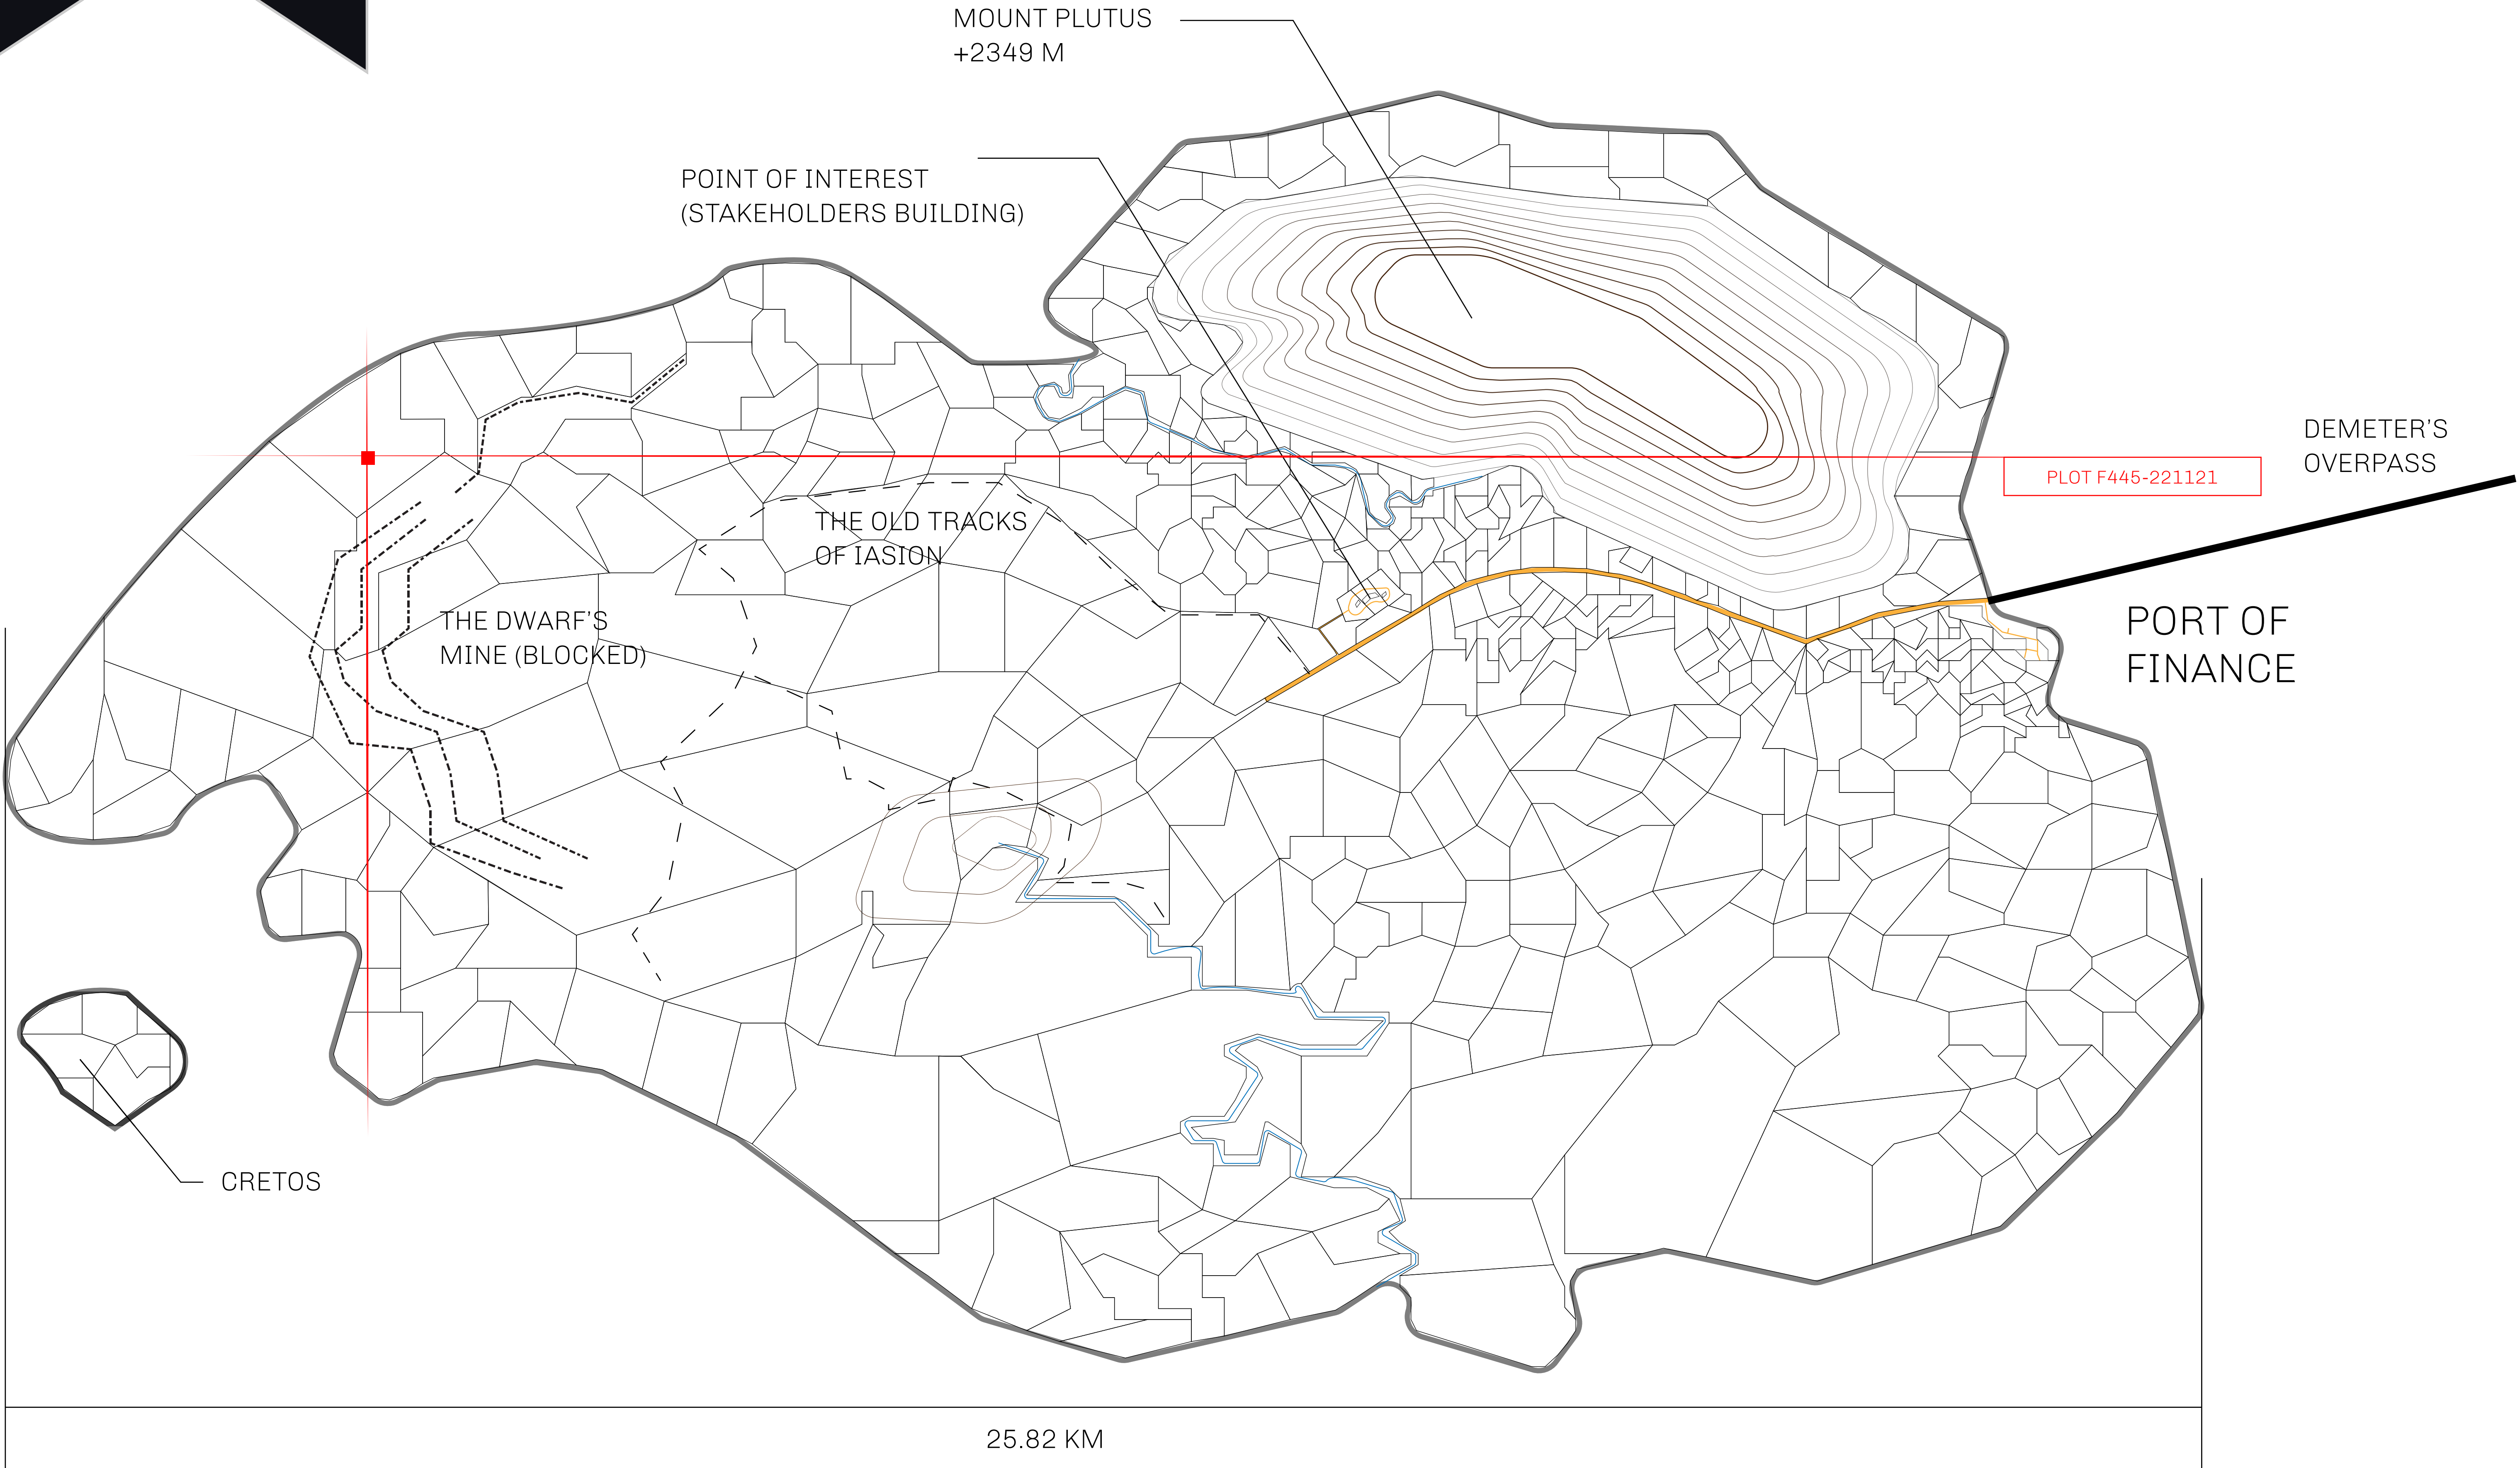 MOUNT PLUTUS
+2349 M
POINT OF INTEREST
(STAKEHOLDERS BUILDING)
DEMETER'S
OVERPASS
PLOT F445-221121
THE OLD TRACKS
OF IASION
THE DWARF'S
MINE (BLOCKED)
PORT OF
FINANCE
CRETOS
25.82 KM